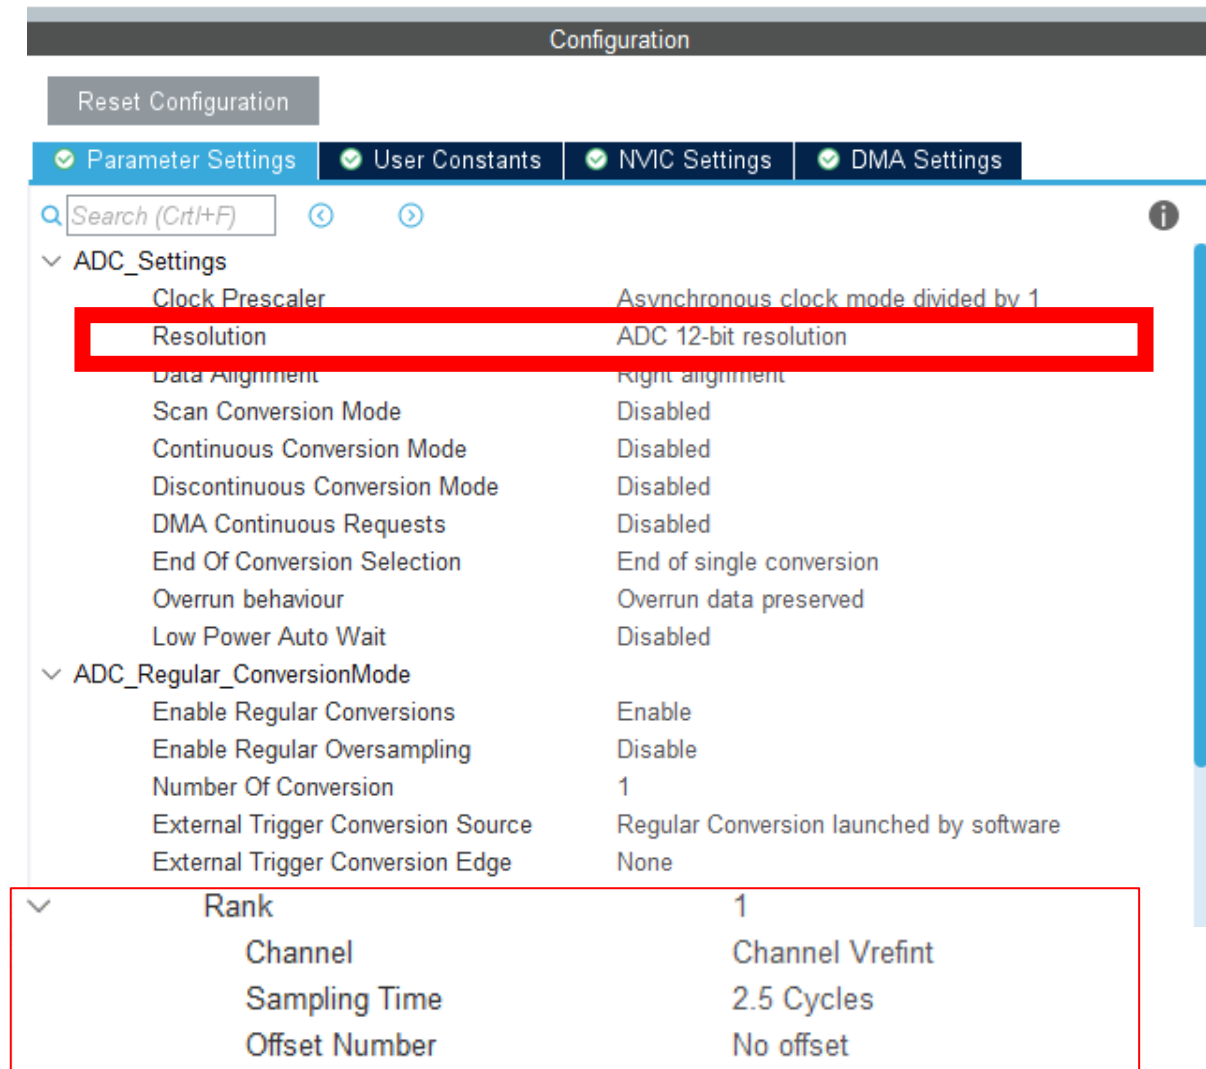 Configuration
Reset Configuration
Parameter Settings User Constants NVIC Settings DMA Settings
Search (Crtl+F)
ADC_Settings
Clock Prescaler Asynchronous clock mode divided by 1
Resolution ADC 12-bit resolution
Data Alignment Right alignment
Scan Conversion Mode Disabled
Continuous Conversion Mode Disabled
Discontinuous Conversion Mode Disabled
DMA Continuous Requests Disabled
End Of Conversion Selection End of single conversion
Overrun behaviour Overrun data preserved
Low Power Auto Wait Disabled
ADC_Regular_ConversionMode
Enable Regular Conversions Enable
Enable Regular Oversampling Disable
Number Of Conversion 1
External Trigger Conversion Source Regular Conversion launched by software
External Trigger Conversion Edge None
Rank 1
Channel Channel Vrefint
Sampling Time 2.5 Cycles
Offset Number No offset